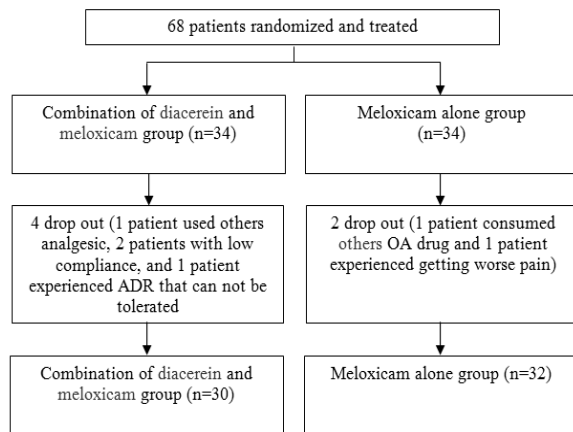 68 patients randomized and treated
Combination of diacerein and
meloxicam group (n=34)
Meloxicam alone group
(n=34)
4 drop out (1 patient used others
analgesic, 2 patients with low
compliance, and 1 patient
experienced ADR that can not be
tolerated
2 drop out (1 patient consumed
others OA drug and 1 patient
experienced getting worse pain)
Combination of diacerein and
meloxicam group (n=30)
Meloxicam alone group (n=32)